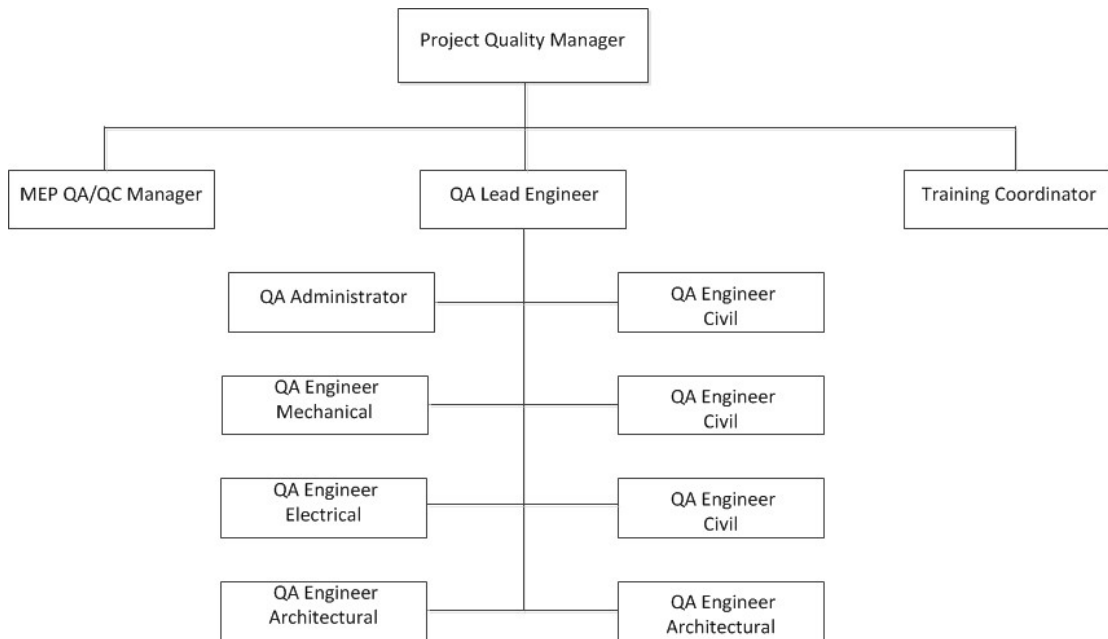 Project Quality Manager
MEP QA/QC Manager
QA Lead Engineer
Training Coordinator
QA Administrator
QA Engineer
Civil
QA Engineer
Mechanical
QA Engineer
Civil
QA Engineer
Electrical
QA Engineer
Civil
QA Engineer
Architectural
QA Engineer
Architectural